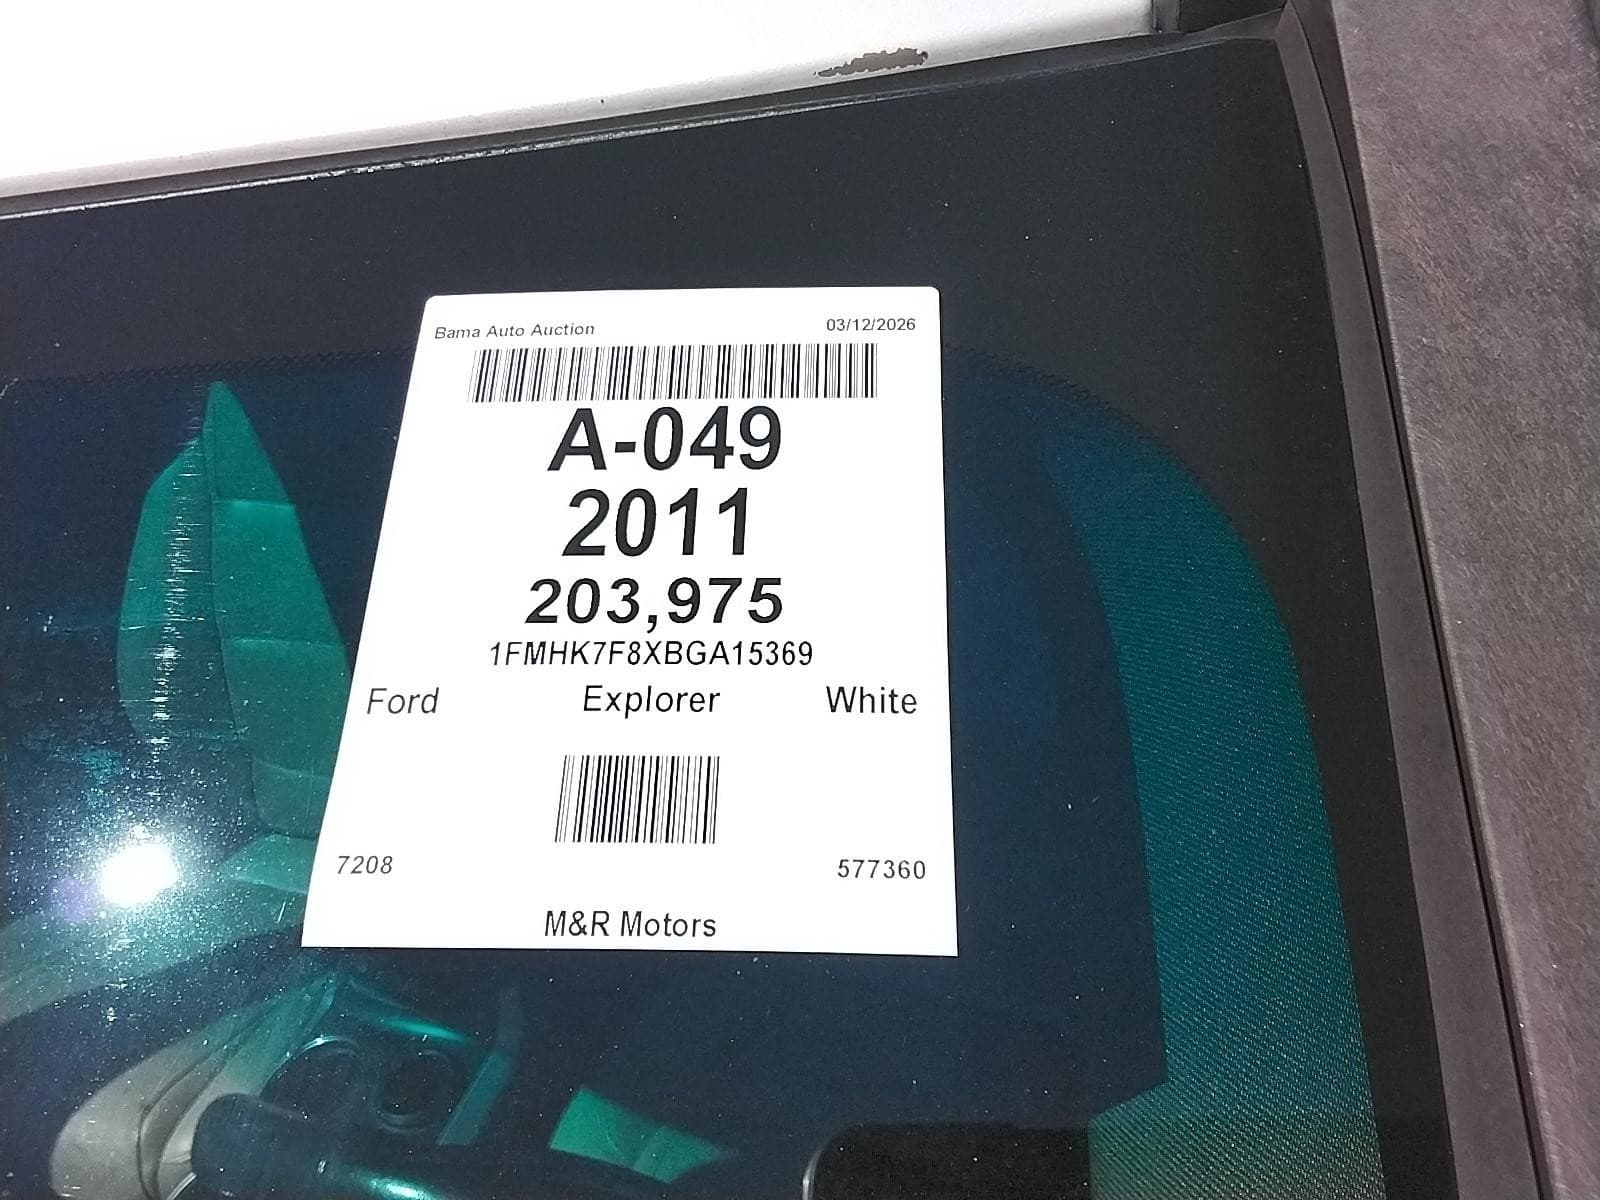 Bama Auto Auction 03/12/2026
A-049
2011
203,975
1FMHK7F8XBGA15369
Ford Explorer White
7208 577360
M&R Motors